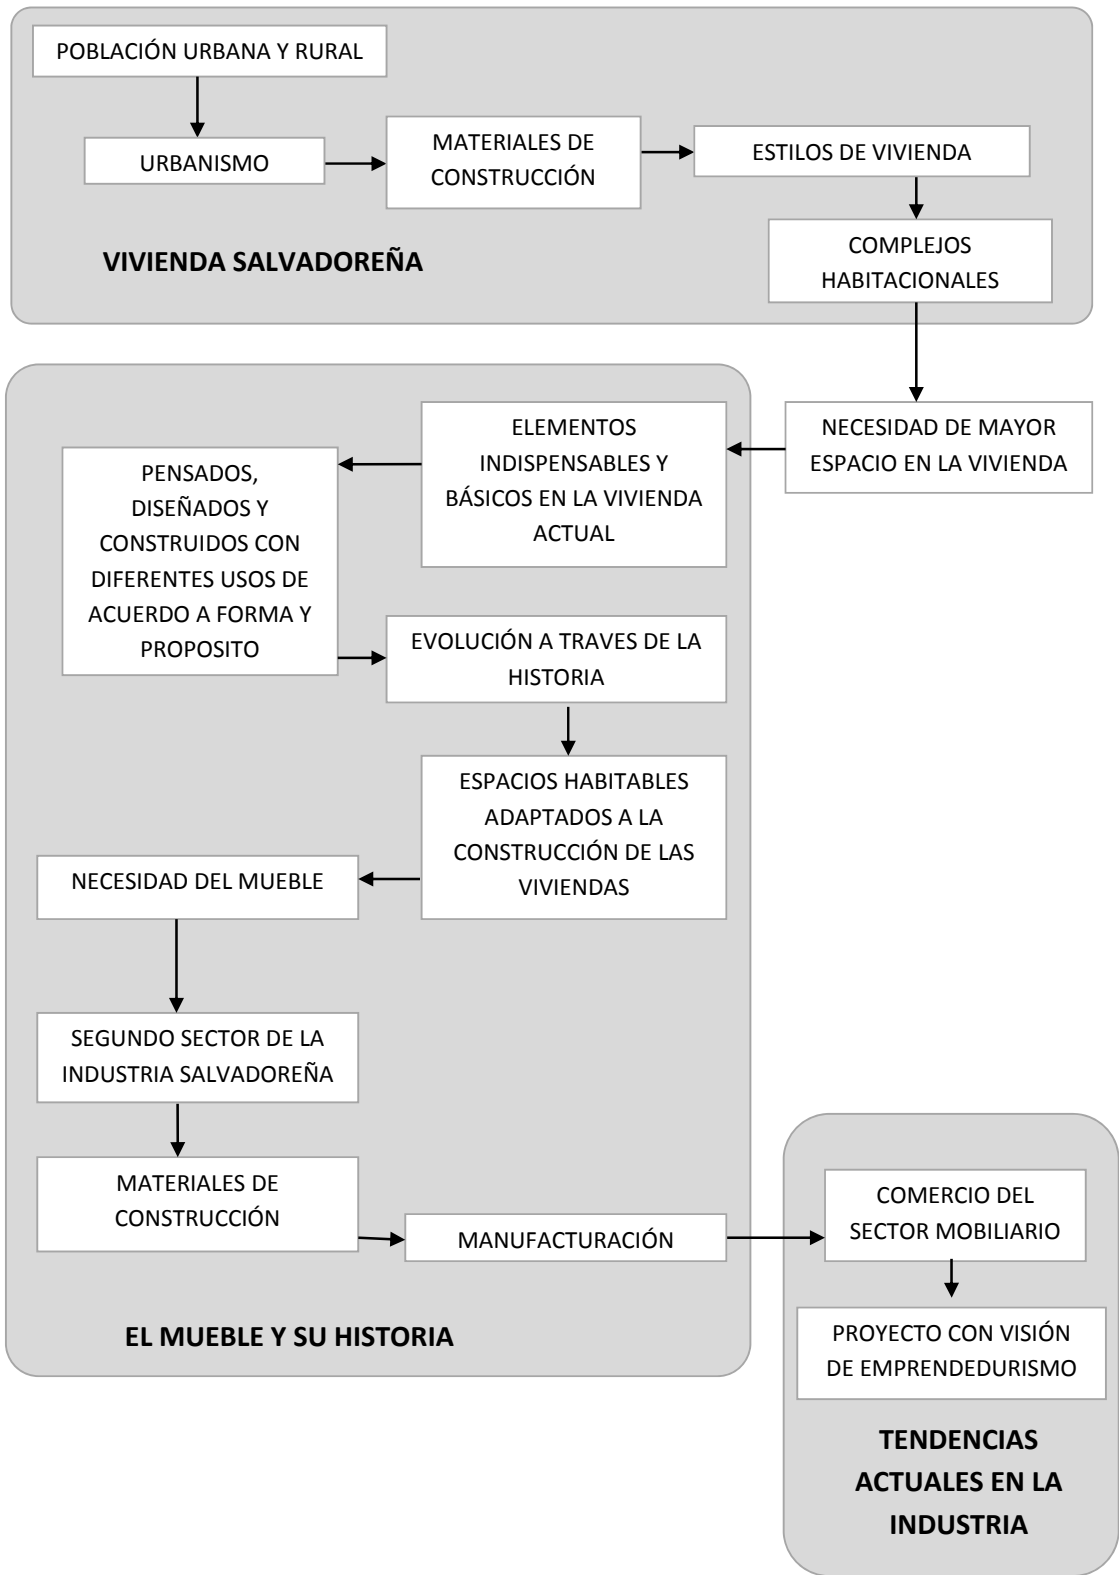 POBLACIÓN URBANA Y RURAL
URBANISMO
MATERIALES DE
CONSTRUCCIÓN
ESTILOS DE VIVIENDA
COMPLEJOS
HABITACIONALES
VIVIENDA SALVADOREÑA
NECESIDAD DE MAYOR
ESPACIO EN LA VIVIENDA
ELEMENTOS
INDISPENSABLES Y
BÁSICOS EN LA VIVIENDA
ACTUAL
PENSADOS,
DISEÑADOS Y
CONSTRUIDOS CON
DIFERENTES USOS DE
ACUERDO A FORMA Y
PROPOSITO
EVOLUCIÓN A TRAVES DE LA
HISTORIA
ESPACIOS HABITABLES
ADAPTADOS A LA
CONSTRUCCIÓN DE LAS
VIVIENDAS
NECESIDAD DEL MUEBLE
SEGUNDO SECTOR DE LA
INDUSTRIA SALVADOREÑA
MATERIALES DE
CONSTRUCCIÓN
MANUFACTURACIÓN
EL MUEBLE Y SU HISTORIA
COMERCIO DEL
SECTOR MOBILIARIO
PROYECTO CON VISIÓN
DE EMPRENDEDURISMO
TENDENCIAS
ACTUALES EN LA
INDUSTRIA